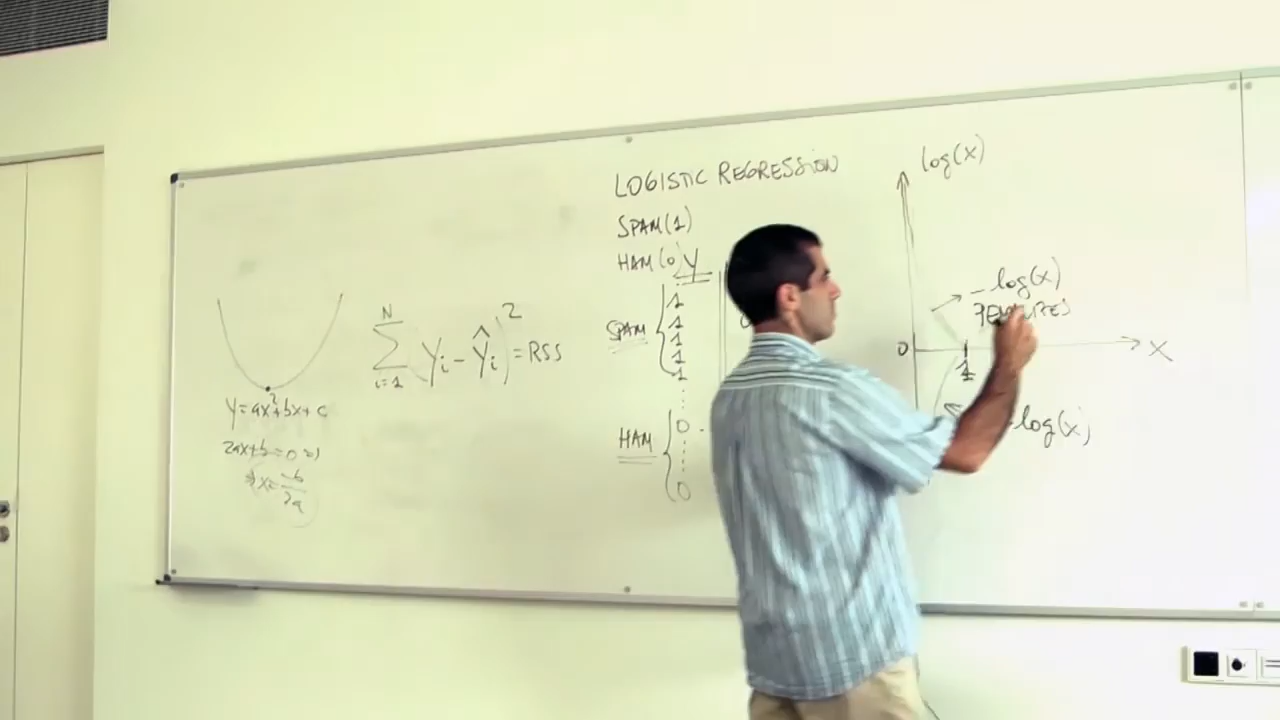 y=ax²+bx+c
2ax+b=0=>
=>x=-b/2a
N
∑ (yi-ŷi)²=RSS
i=1
LOGISTIC REGRESSION
SPAM(1)
HAM(0)
Y
SPAM
1
1
1
1
1
HAM
0
0
log(x)
-log(x)
0
1
X
-log(x)